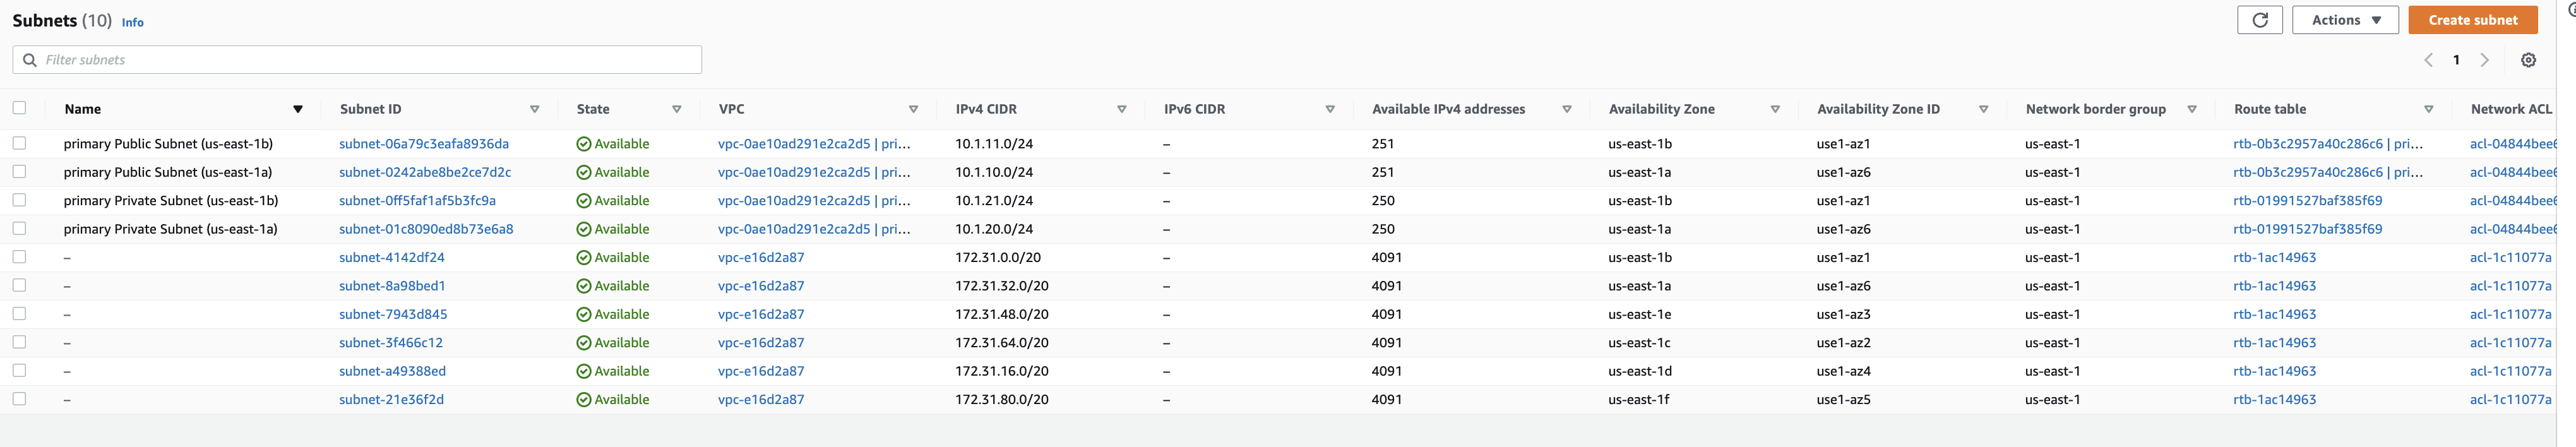 Subnets (10) Info
Actions Create subnet
Filter subnets
1
Name Subnet ID State VPC IPv4 CIDR IPv6 CIDR Available IPv4 addresses Availability Zone Availability Zone ID Network border group Route table Network ACL
primary Public Subnet (us-east-1b) subnet-06a79c3eafa8936da Available vpc-0ae10ad291e2ca2d5 | pri... 10.1.11.0/24 – 251 us-east-1b use1-az1 us-east-1 rtb-0b3c2957a40c286c6 | pri... acl-04844bee6
primary Public Subnet (us-east-1a) subnet-0242abe8be2ce7d2c Available vpc-0ae10ad291e2ca2d5 | pri... 10.1.10.0/24 – 251 us-east-1a use1-az6 us-east-1 rtb-0b3c2957a40c286c6 | pri... acl-04844bee6
primary Private Subnet (us-east-1b) subnet-0ff5faf1af5b3fc9a Available vpc-0ae10ad291e2ca2d5 | pri... 10.1.21.0/24 – 250 us-east-1b use1-az1 us-east-1 rtb-01991527baf385f69 acl-04844bee6
primary Private Subnet (us-east-1a) subnet-01c8090ed8b73e6a8 Available vpc-0ae10ad291e2ca2d5 | pri... 10.1.20.0/24 – 250 us-east-1a use1-az6 us-east-1 rtb-01991527baf385f69 acl-04844bee6
– subnet-4142df24 Available vpc-e16d2a87 172.31.0.0/20 – 4091 us-east-1b use1-az1 us-east-1 rtb-1ac14963 acl-1c11077a
– subnet-8a98bed1 Available vpc-e16d2a87 172.31.32.0/20 – 4091 us-east-1a use1-az6 us-east-1 rtb-1ac14963 acl-1c11077a
– subnet-7943d845 Available vpc-e16d2a87 172.31.48.0/20 – 4091 us-east-1e use1-az3 us-east-1 rtb-1ac14963 acl-1c11077a
– subnet-3f466c12 Available vpc-e16d2a87 172.31.64.0/20 – 4091 us-east-1c use1-az2 us-east-1 rtb-1ac14963 acl-1c11077a
– subnet-a49388ed Available vpc-e16d2a87 172.31.16.0/20 – 4091 us-east-1d use1-az4 us-east-1 rtb-1ac14963 acl-1c11077a
– subnet-21e36f2d Available vpc-e16d2a87 172.31.80.0/20 – 4091 us-east-1f use1-az5 us-east-1 rtb-1ac14963 acl-1c11077a